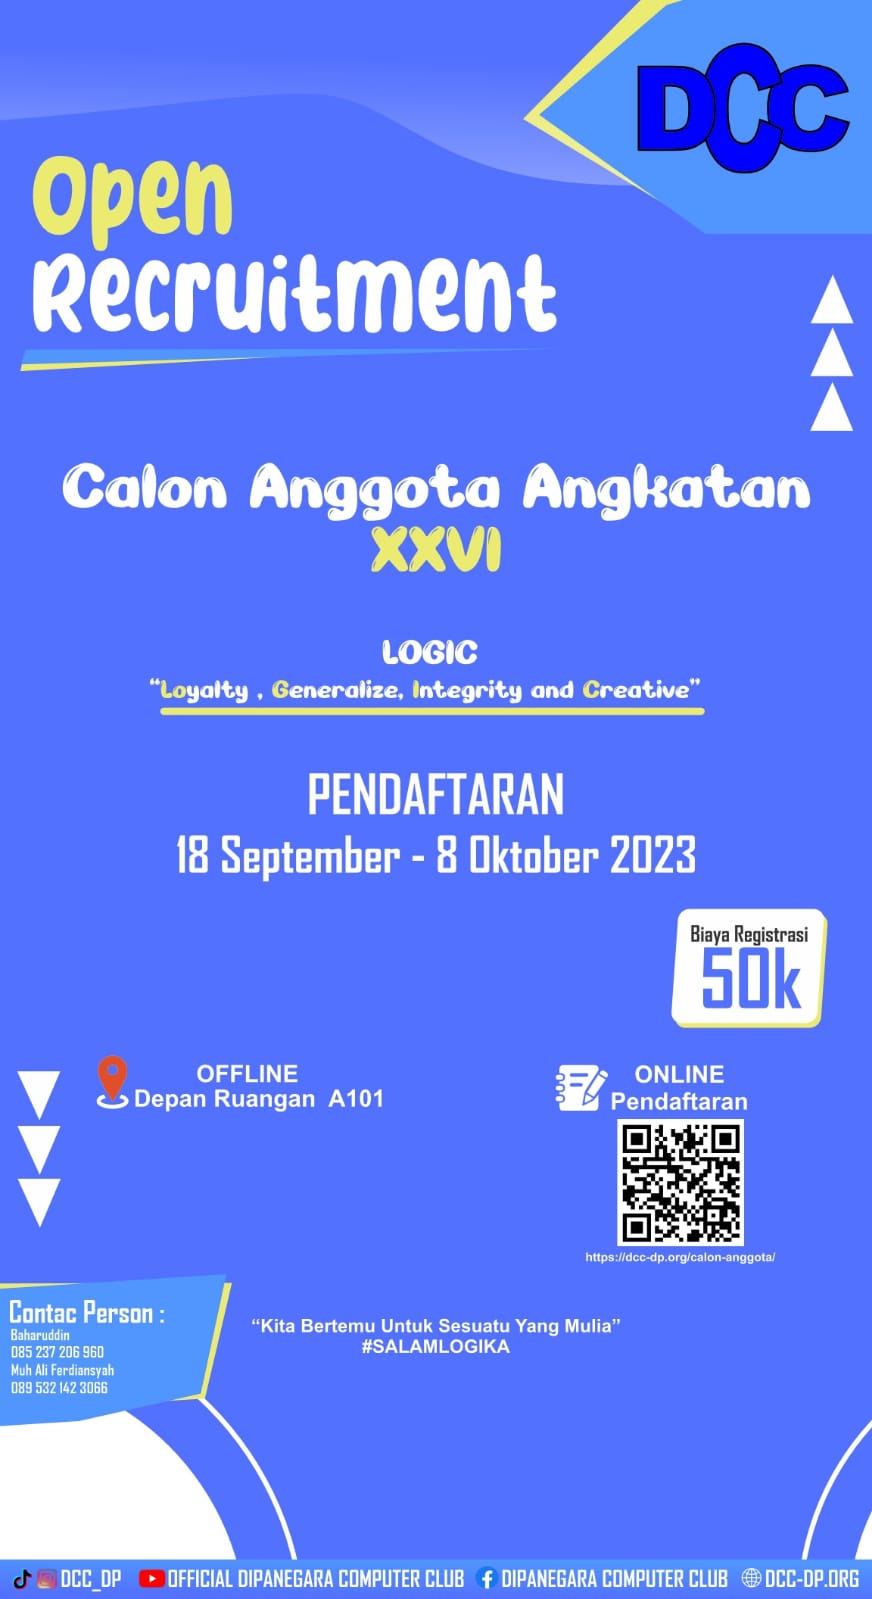 DCC
Open
Recruitment
Calon Anggota Angkatan
XXVI
LOGIC
“Loyalty , Generalize, Integrity and Creative”
PENDAFTARAN
18 September - 8 Oktober 2023
Biaya Registrasi
50k
OFFLINE
Depan Ruangan A101
ONLINE
Pendaftaran
https://dcc-dp.org/calon-anggota/
Contac Person :
Baharuddin
085 237 206 960
Muh Ali Ferdiansyah
089 532 142 3066
“Kita Bertemu Untuk Sesuatu Yang Mulia”
#SALAMLOGIKA
DCC_DP OFFICIAL DIPANEGARA COMPUTER CLUB DIPANEGARA COMPUTER CLUB DCC-DP.ORG